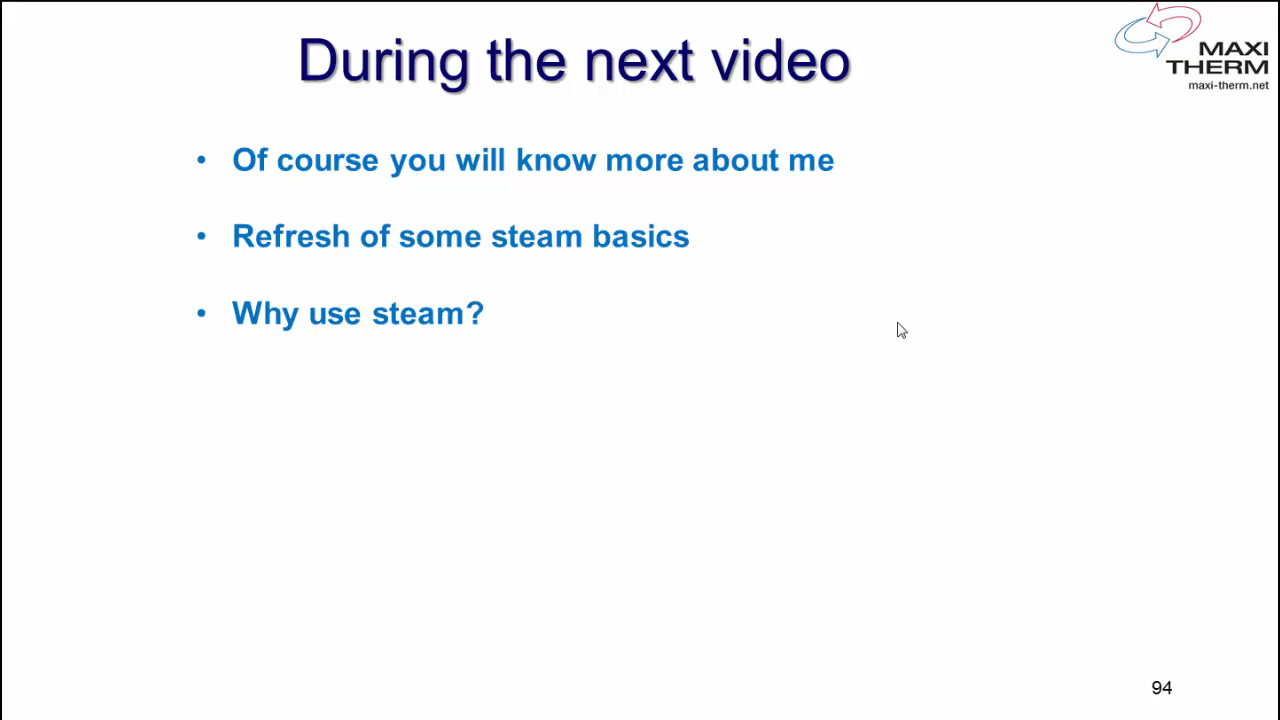 During the next video
MAXI
THERM
maxi-therm.net
• Of course you will know more about me
• Refresh of some steam basics
• Why use steam?
94